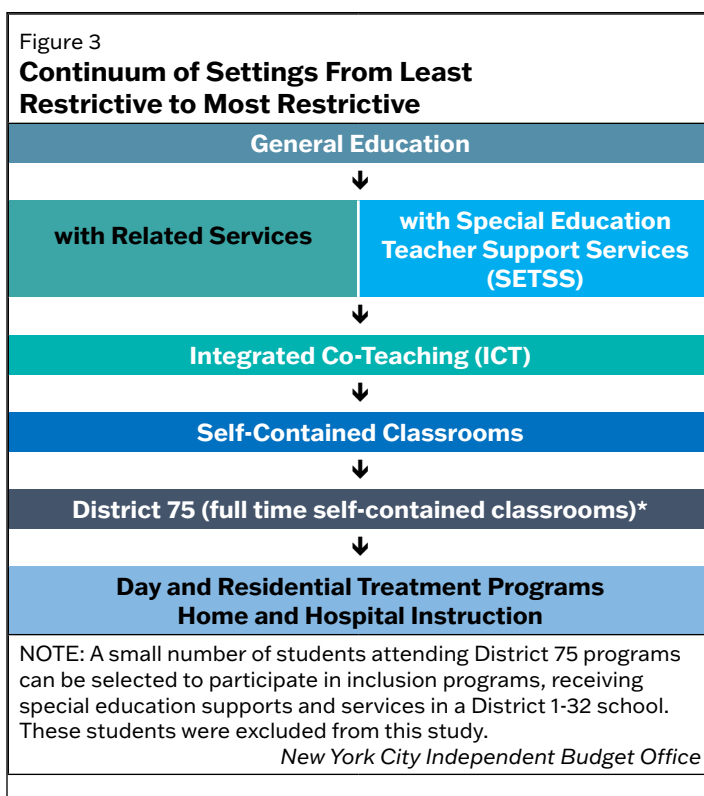 Figure 3
Continuum of Settings From Least
Restrictive to Most Restrictive
General Education
with Related Services
with Special Education
Teacher Support Services
(SETSS)
Integrated Co-Teaching (ICT)
Self-Contained Classrooms
District 75 (full time self-contained classrooms)*
Day and Residential Treatment Programs
Home and Hospital Instruction
NOTE: A small number of students attending District 75 programs
can be selected to participate in inclusion programs, receiving
special education supports and services in a District 1-32 school.
These students were excluded from this study.
New York City Independent Budget Office